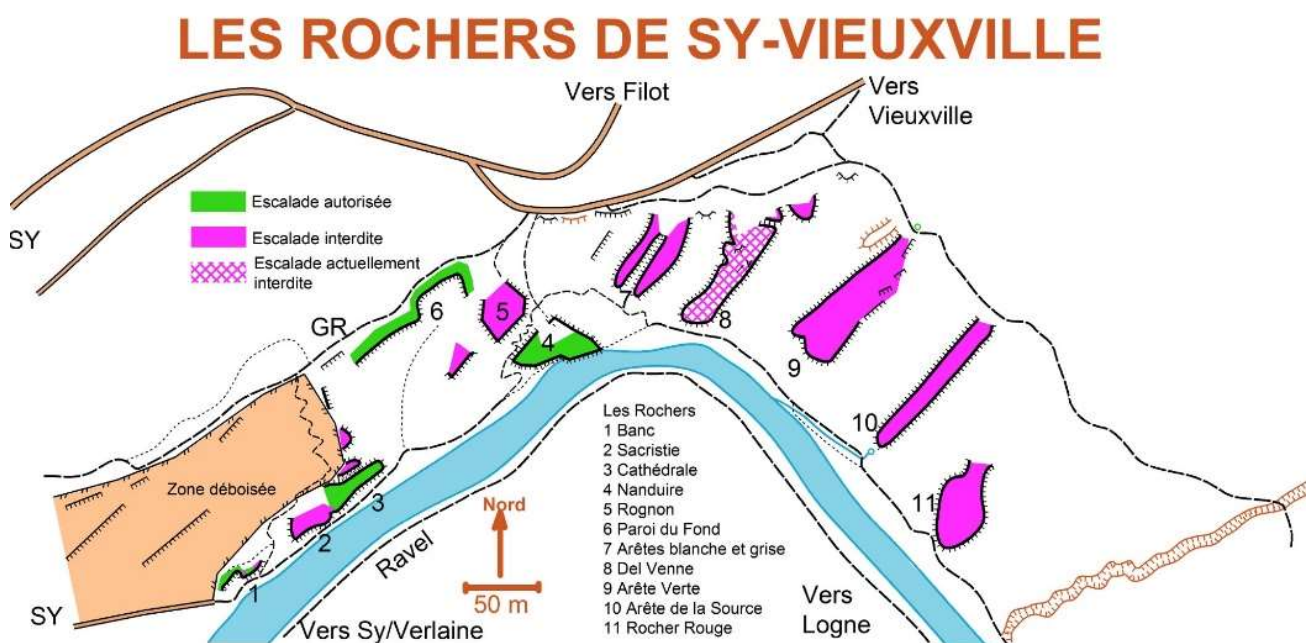 LES ROCHERS DE SY-VIEUXVILLE
Vers Filot
Vers
Vieuxville
Escalade autorisée
SY
Escalade interdite
Escalade actuellement
interdite
GR
6
5
7
8
4
9
10
11
Zone déboisée
3
2
1
SY
Ravel
Vers Sy/Verlaine
Nord
50 m
Les Rochers
1 Banc
2 Sacristie
3 Cathédrale
4 Nanduire
5 Rognon
6 Paroi du Fond
7 Arêtes blanche et grise
8 Del Venne
9 Arête Verte
10 Arête de la Source
11 Rocher Rouge
Vers
Logne